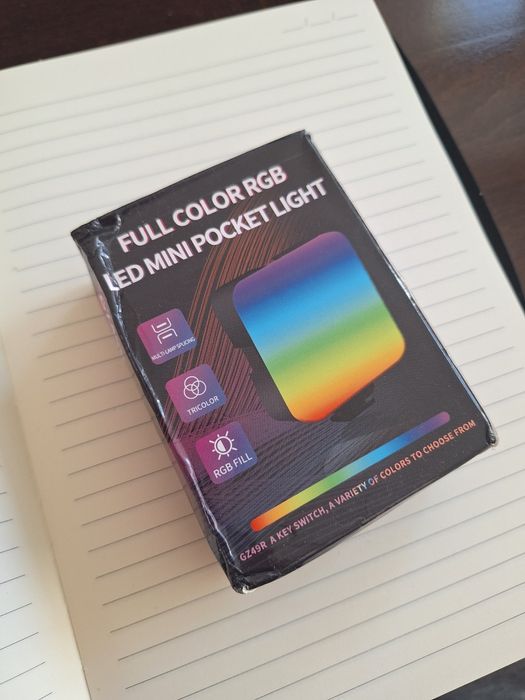 FULL COLOR RGB
LED MINI POCKET LIGHT
MULTI LAMP SPLICING
TRICOLOR
RGB FILL
GZ49R A KEY SWITCH, A VARIETY OF COLORS TO CHOOSE FROM